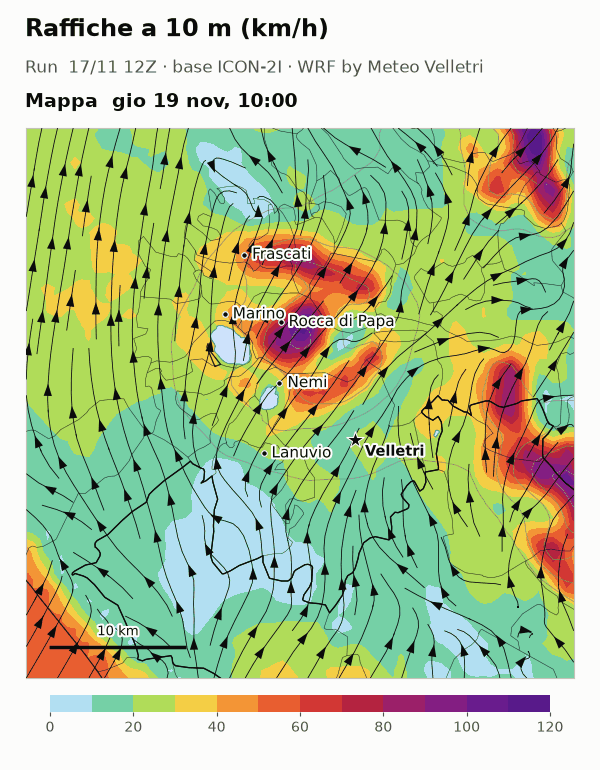 Raffiche a 10 m (km/h)
Run  17/11 12Z · base ICON-2I · WRF by Meteo Velletri
Mappa  gio 19 nov, 10:00
Frascati
Marino
Rocca di Papa
Nemi
Velletri
Lanuvio
10 km
0 20 40 60 80 100 120